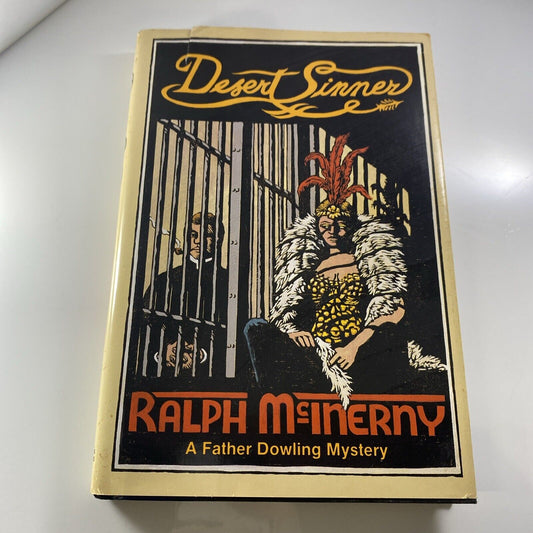 Desert Sinner
RALPH McINERNY
A Father Dowling Mystery